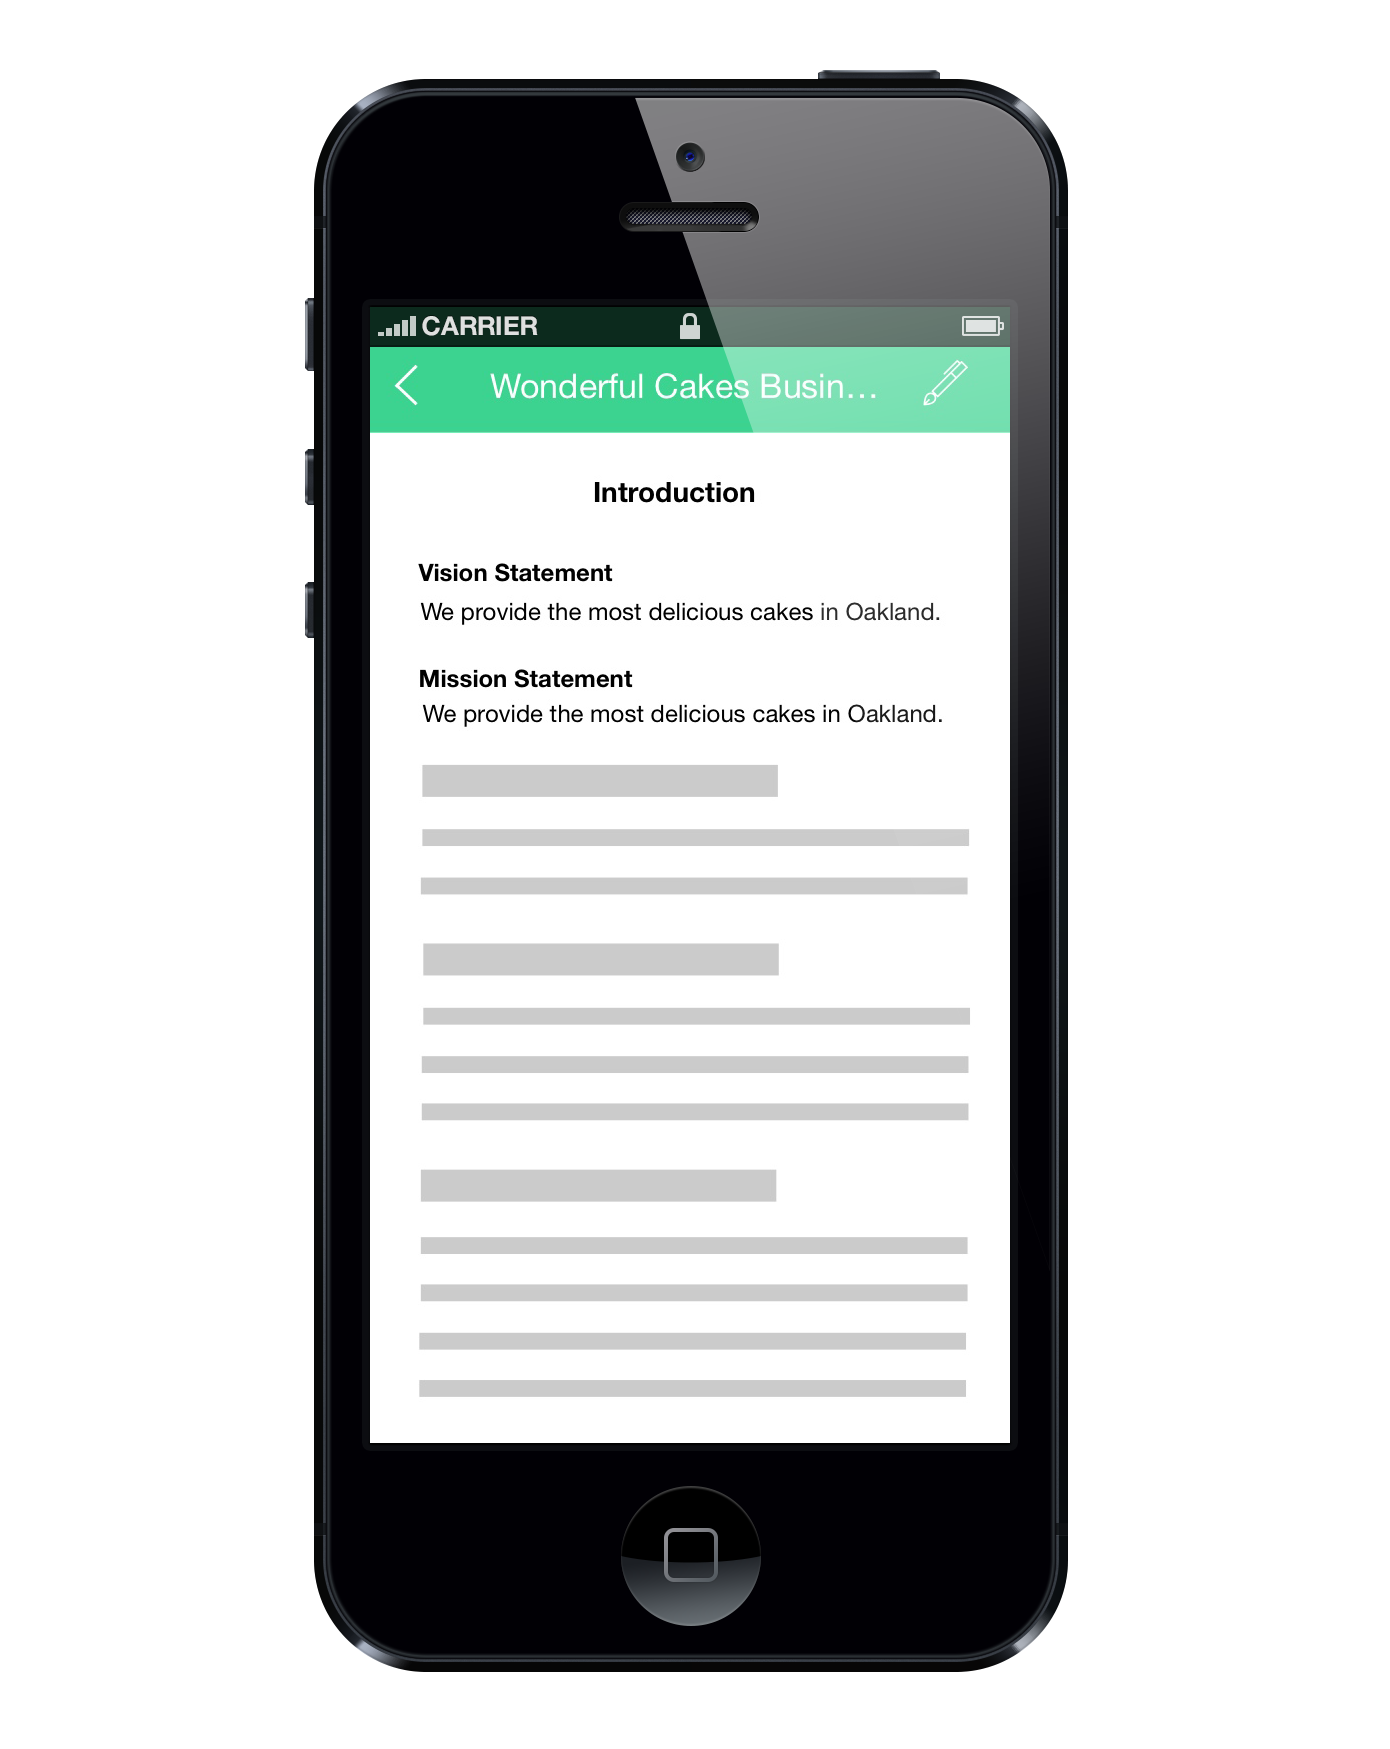 CARRIER
Wonderful Cakes Busin...
Introduction
Vision Statement
We provide the most delicious cakes in Oakland.
Mission Statement
We provide the most delicious cakes in Oakland.